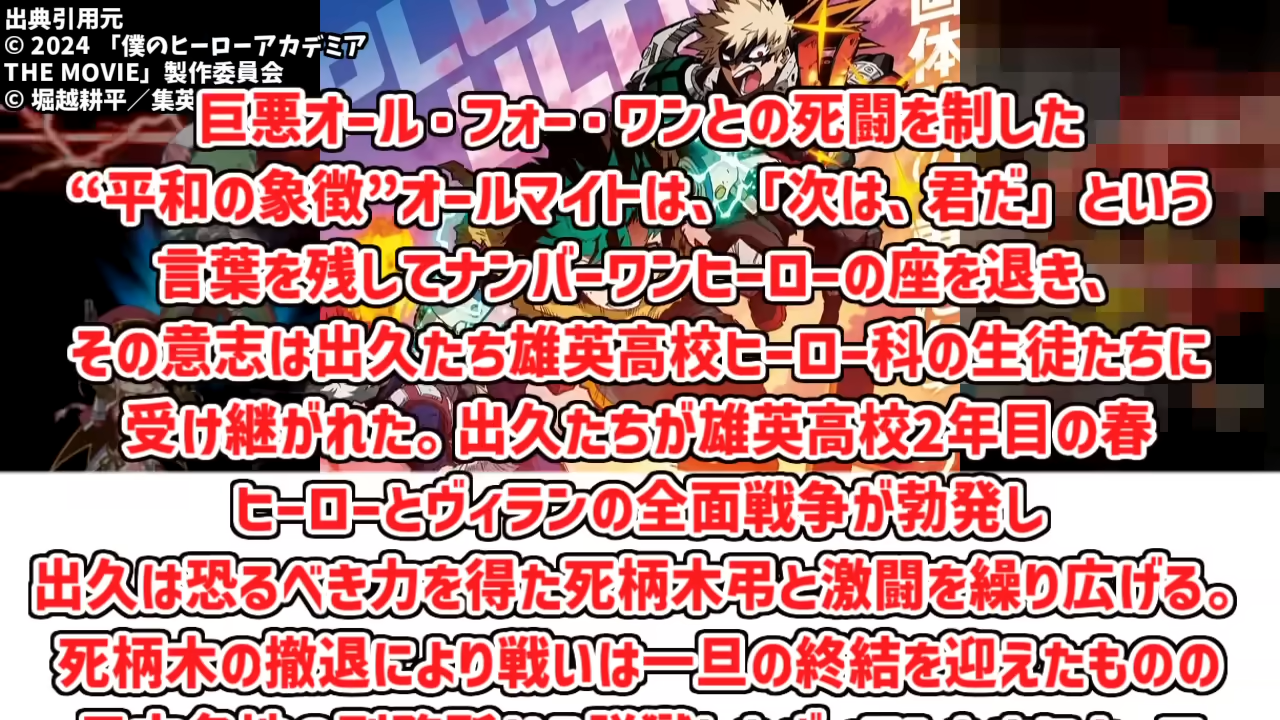 出典引用元
© 2024 「僕のヒーローアカデミア
THE MOVIE」製作委員会
© 堀越耕平／集英
巨悪オール・フォー・ワンとの死闘を制した
“平和の象徴”オールマイトは、「次は、君だ」という
言葉を残してナンバーワンヒーローの座を退き、
その意志は出久たち雄英高校ヒーロー科の生徒たちに
受け継がれた。出久たちが雄英高校2年目の春
ヒーローとヴィランの全面戦争が勃発し
出久は恐るべき力を得た死柄木弔と激闘を繰り広げる。
死柄木の撤退により戦いは一旦の終結を迎えたものの